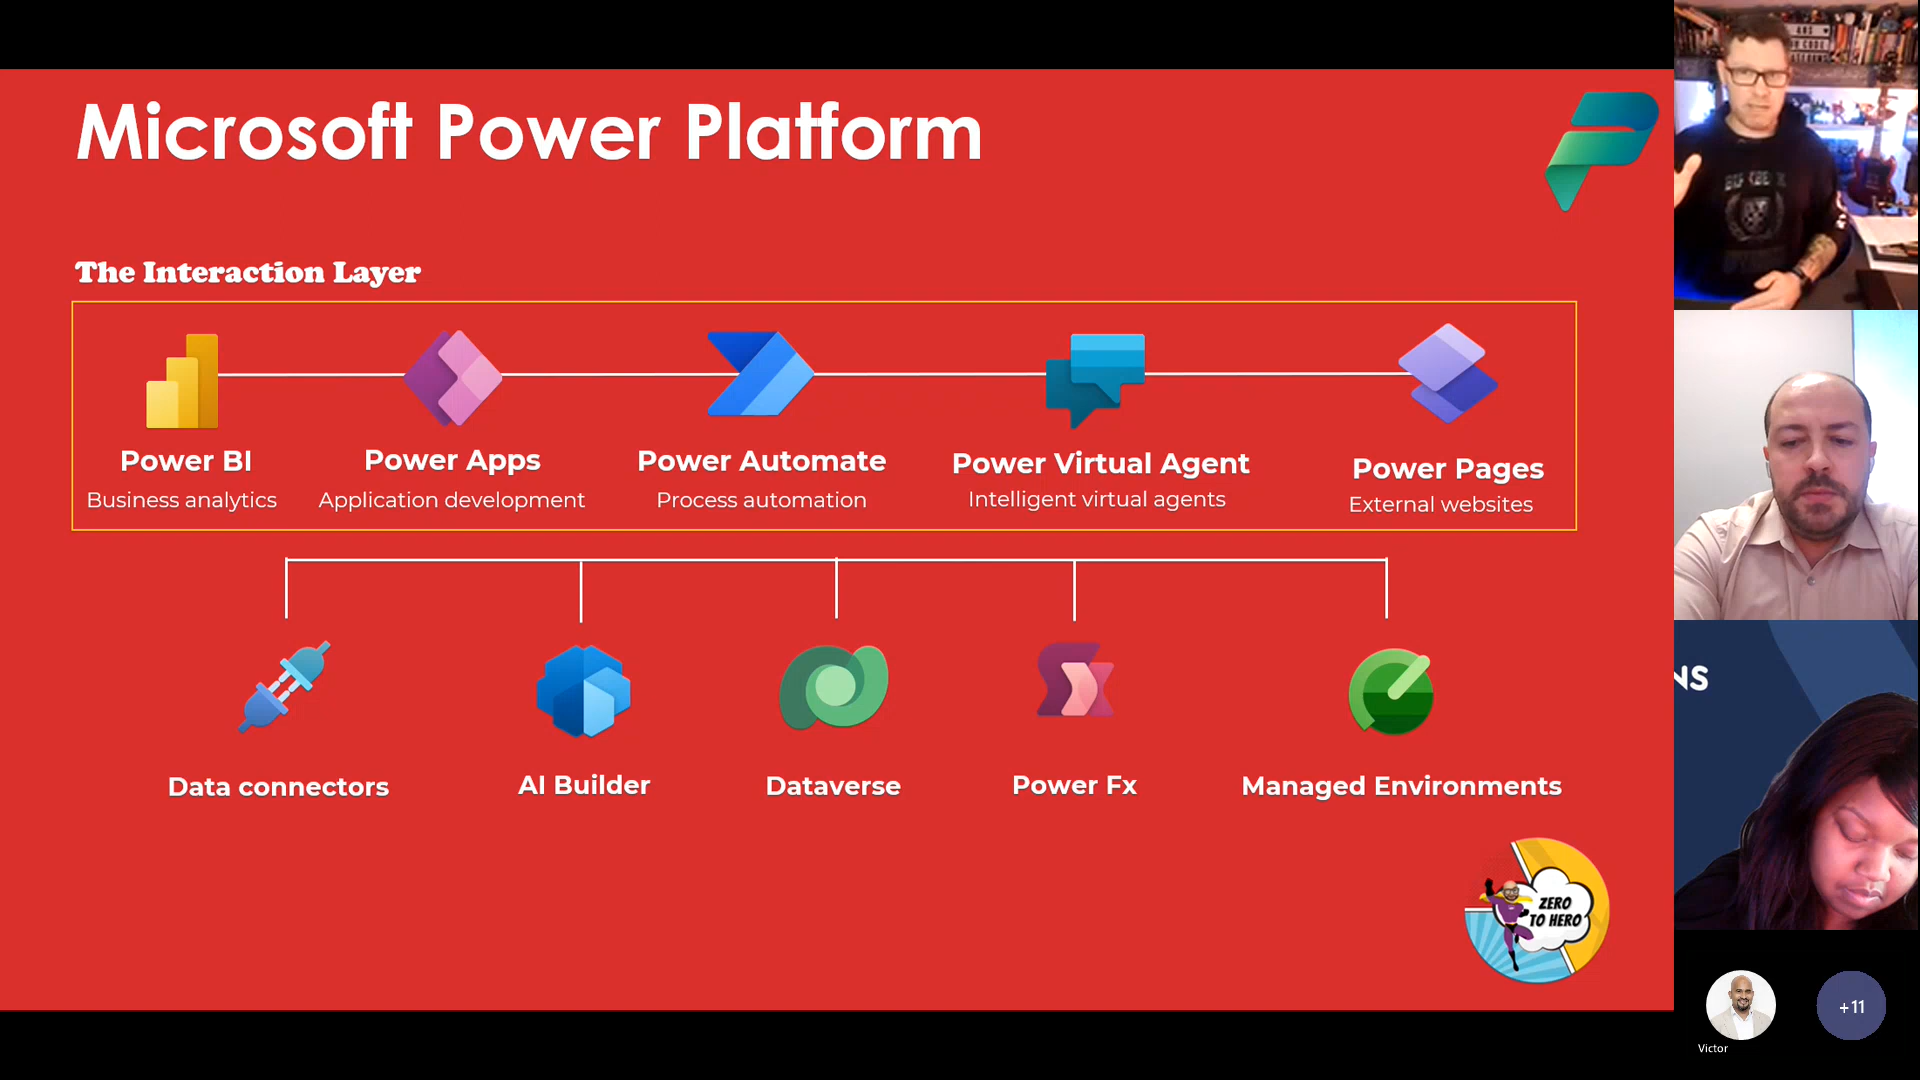 Microsoft Power Platform
The Interaction Layer
Power BI
Business analytics
Power Apps
Application development
Power Automate
Process automation
Power Virtual Agent
Intelligent virtual agents
Power Pages
External websites
Data connectors
AI Builder
Dataverse
Power Fx
Managed Environments
ZERO
TO HERO
NS
Victor
+11